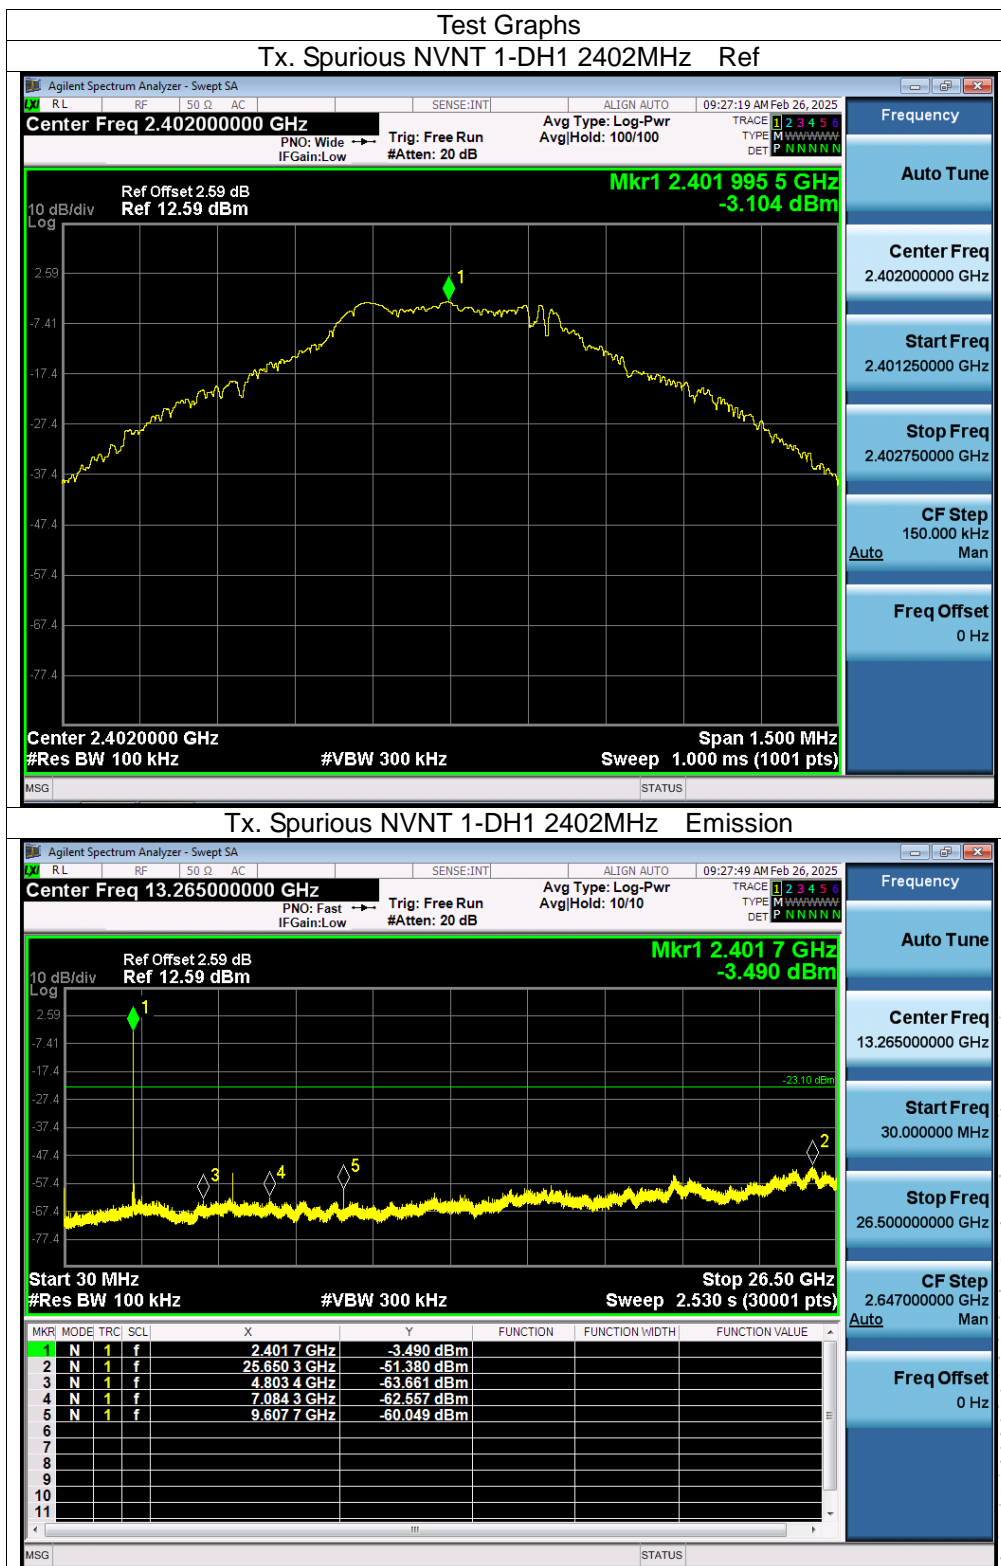 Test Graphs
Tx. Spurious NVNT 1-DH1 2402MHz Ref
Agilent Spectrum Analyzer - Swept SA
LXI RL RF 50 Ω AC SENSE:INT ALIGN AUTO 09:27:19 AM Feb 26, 2025
Center Freq 2.402000000 GHz
PNO: Wide
IFGain:Low
Trig: Free Run
#Atten: 20 dB
Avg Type: Log-Pwr
Avg|Hold: 100/100
TRACE 1 2 3 4 5 6
TYPE M WWWWW
DET P N N N N N
Mkr1 2.401 995 5 GHz
-3.104 dBm
Ref Offset 2.59 dB
10 dB/div Ref 12.59 dBm
Log
2.59
-7.41
-17.4
-27.4
-37.4
-47.4
-57.4
-67.4
-77.4
1
Center 2.4020000 GHz Span 1.500 MHz
#Res BW 100 kHz #VBW 300 kHz Sweep 1.000 ms (1001 pts)
MSG STATUS
Frequency
Auto Tune
Center Freq
2.402000000 GHz
Start Freq
2.401250000 GHz
Stop Freq
2.402750000 GHz
CF Step
150.000 kHz
Auto Man
Freq Offset
0 Hz
Tx. Spurious NVNT 1-DH1 2402MHz Emission
Agilent Spectrum Analyzer - Swept SA
LXI RL RF 50 Ω AC SENSE:INT ALIGN AUTO 09:27:49 AM Feb 26, 2025
Center Freq 13.265000000 GHz
PNO: Fast
IFGain:Low
Trig: Free Run
#Atten: 20 dB
Avg Type: Log-Pwr
Avg|Hold: 10/10
TRACE 1 2 3 4 5 6
TYPE M WWWWW
DET P N N N N N
Mkr1 2.401 7 GHz
-3.490 dBm
Ref Offset 2.59 dB
10 dB/div Ref 12.59 dBm
Log
2.59
-7.41
-17.4
-27.4
-37.4
-47.4
-57.4
-67.4
-77.4
1
-23.10 dBm
2
3
4
5
Start 30 MHz Stop 26.50 GHz
#Res BW 100 kHz #VBW 300 kHz Sweep 2.530 s (30001 pts)
MKR MODE TRC SCL X Y FUNCTION FUNCTION WIDTH FUNCTION VALUE
1 N 1 f 2.401 7 GHz -3.490 dBm
2 N 1 f 25.650 3 GHz -51.380 dBm
3 N 1 f 4.803 4 GHz -63.661 dBm
4 N 1 f 7.084 3 GHz -62.557 dBm
5 N 1 f 9.607 7 GHz -60.049 dBm
6
7
8
9
10
11
MSG STATUS
Frequency
Auto Tune
Center Freq
13.265000000 GHz
Start Freq
30.000000 MHz
Stop Freq
26.500000000 GHz
CF Step
2.647000000 GHz
Auto Man
Freq Offset
0 Hz